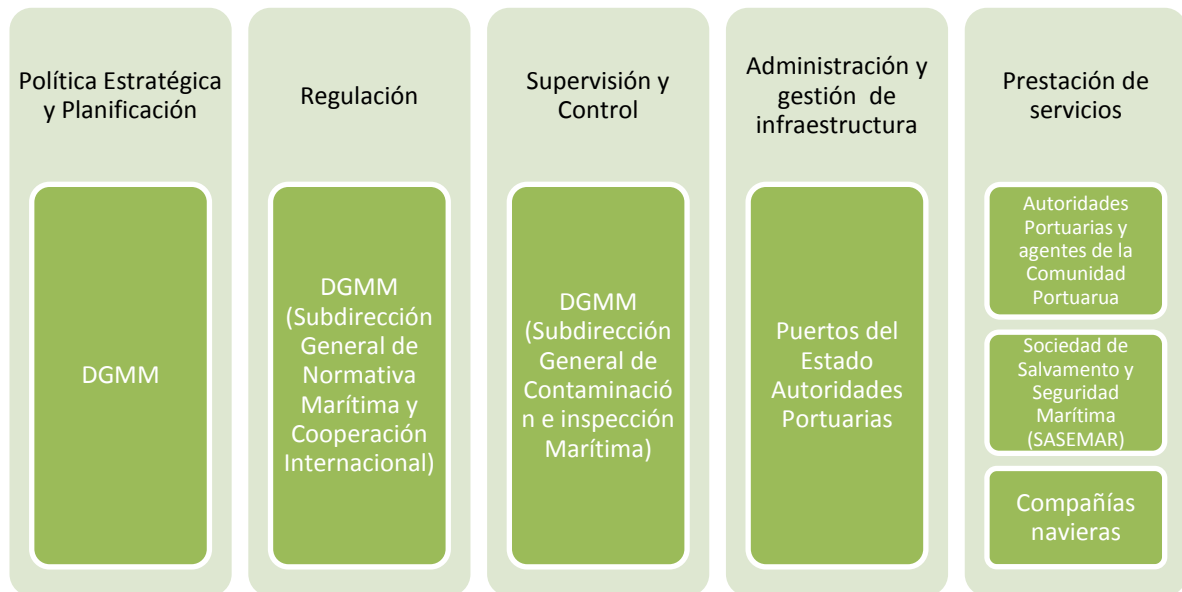 Política Estratégica
y Planificación
DGMM
Regulación
DGMM
(Subdirección
General de
Normativa
Marítima y
Cooperación
Internacional)
Supervisión y
Control
DGMM
(Subdirección
General de
Contaminació
n e inspección
Marítima)
Administración y
gestión de
infraestructura
Puertos del
Estado
Autoridades
Portuarias
Prestación de
servicios
Autoridades
Portuarias y
agentes de la
Comunidad
Portuarua
Sociedad de
Salvamento y
Seguridad
Marítima
(SASEMAR)
Compañías
navieras